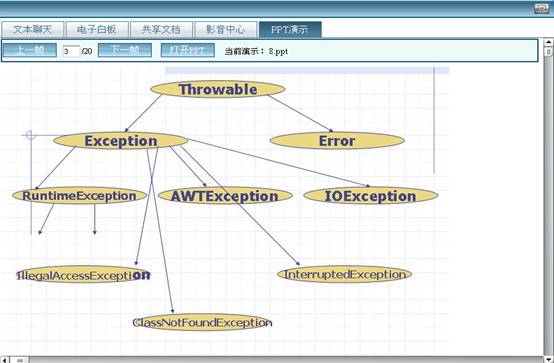 文本聊天 电子白板 共享文档 影音中心 PPT演示
上一帧 3 /20 下一帧 打开PPT 当前演示： 8.ppt
Throwable
Exception Error
RuntimeException AWTException IOException
IllegalAccessException InterruptedException
ClassNotFoundException